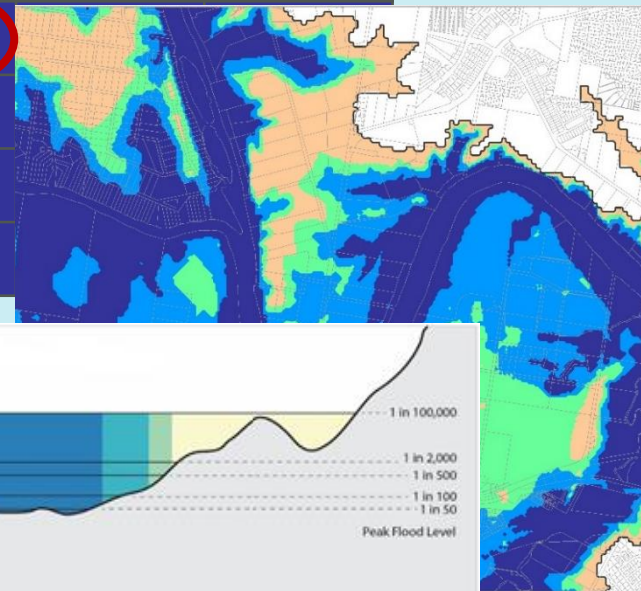 1 in 100,000
1 in 2,000
1 in 500
1 in 100
1 in 50
Peak Flood Level